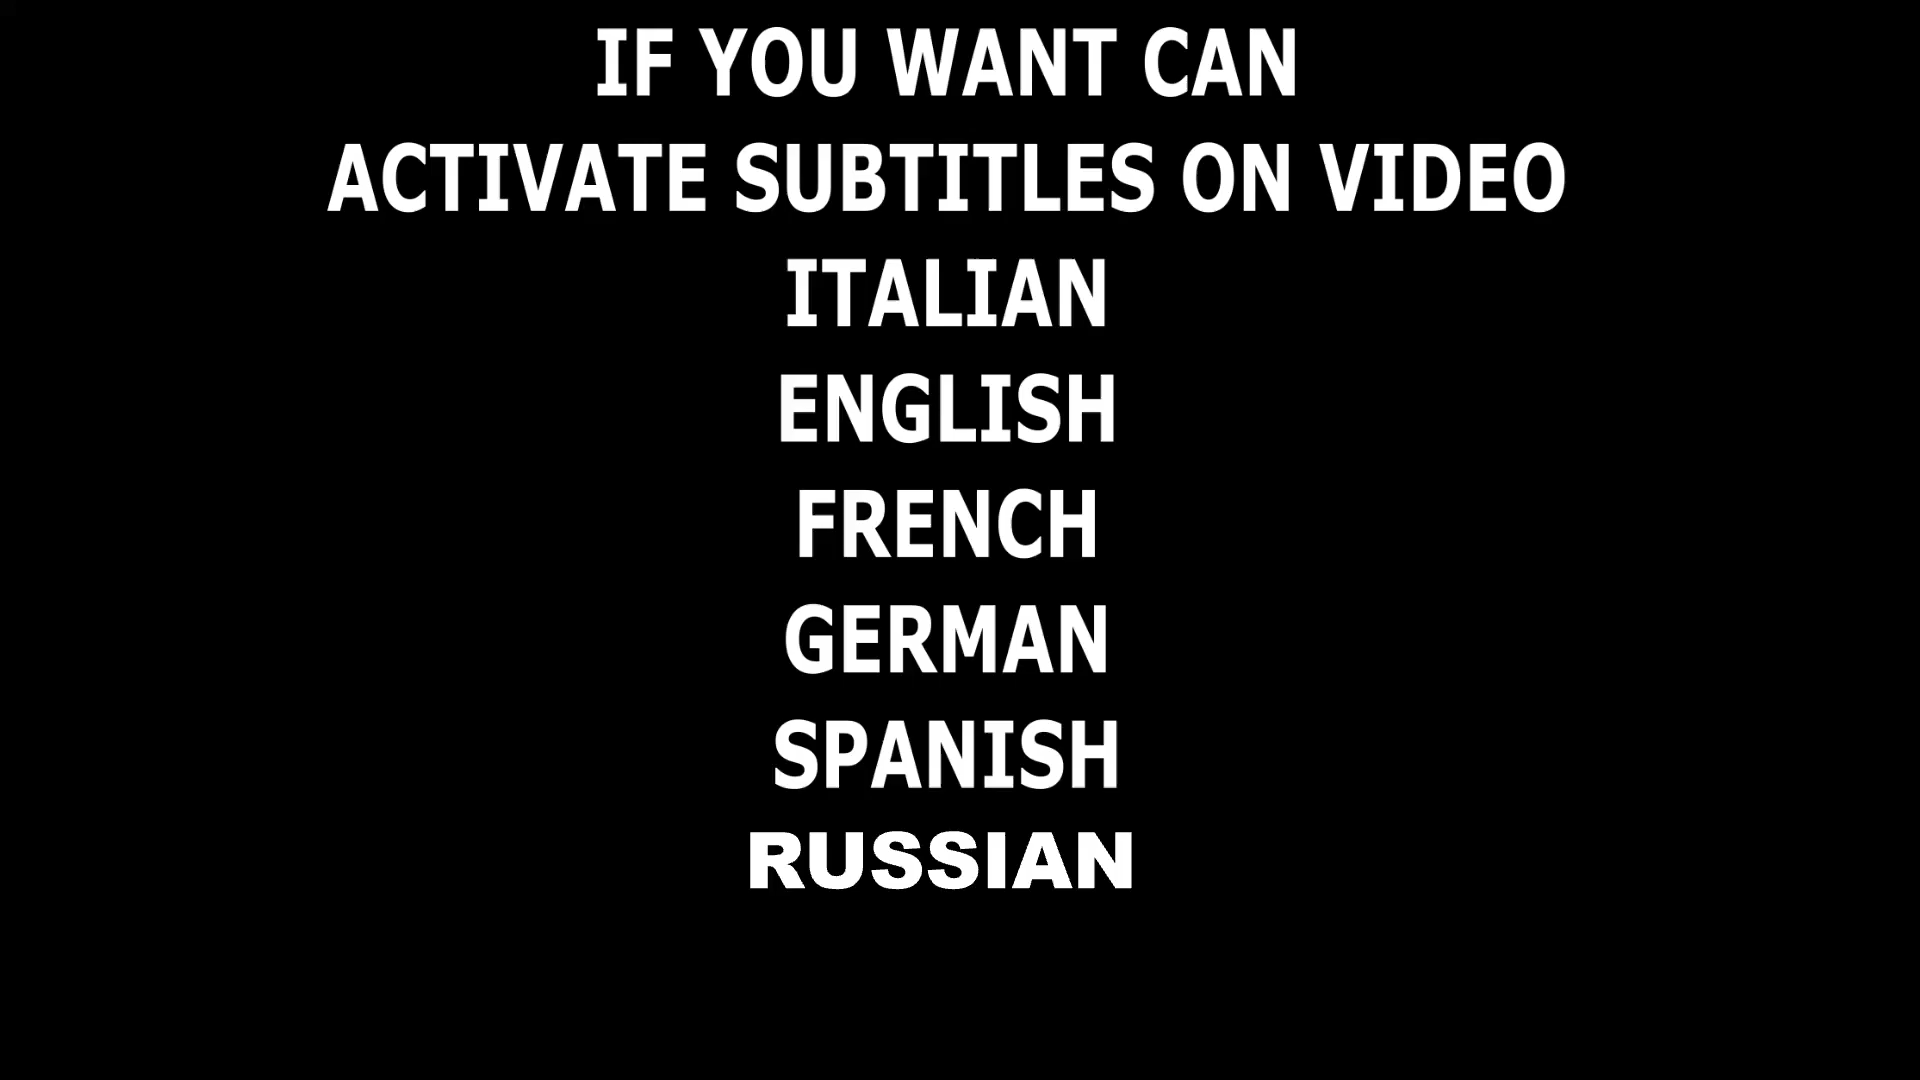 IF YOU WANT CAN
ACTIVATE SUBTITLES ON VIDEO
ITALIAN
ENGLISH
FRENCH
GERMAN
SPANISH
RUSSIAN